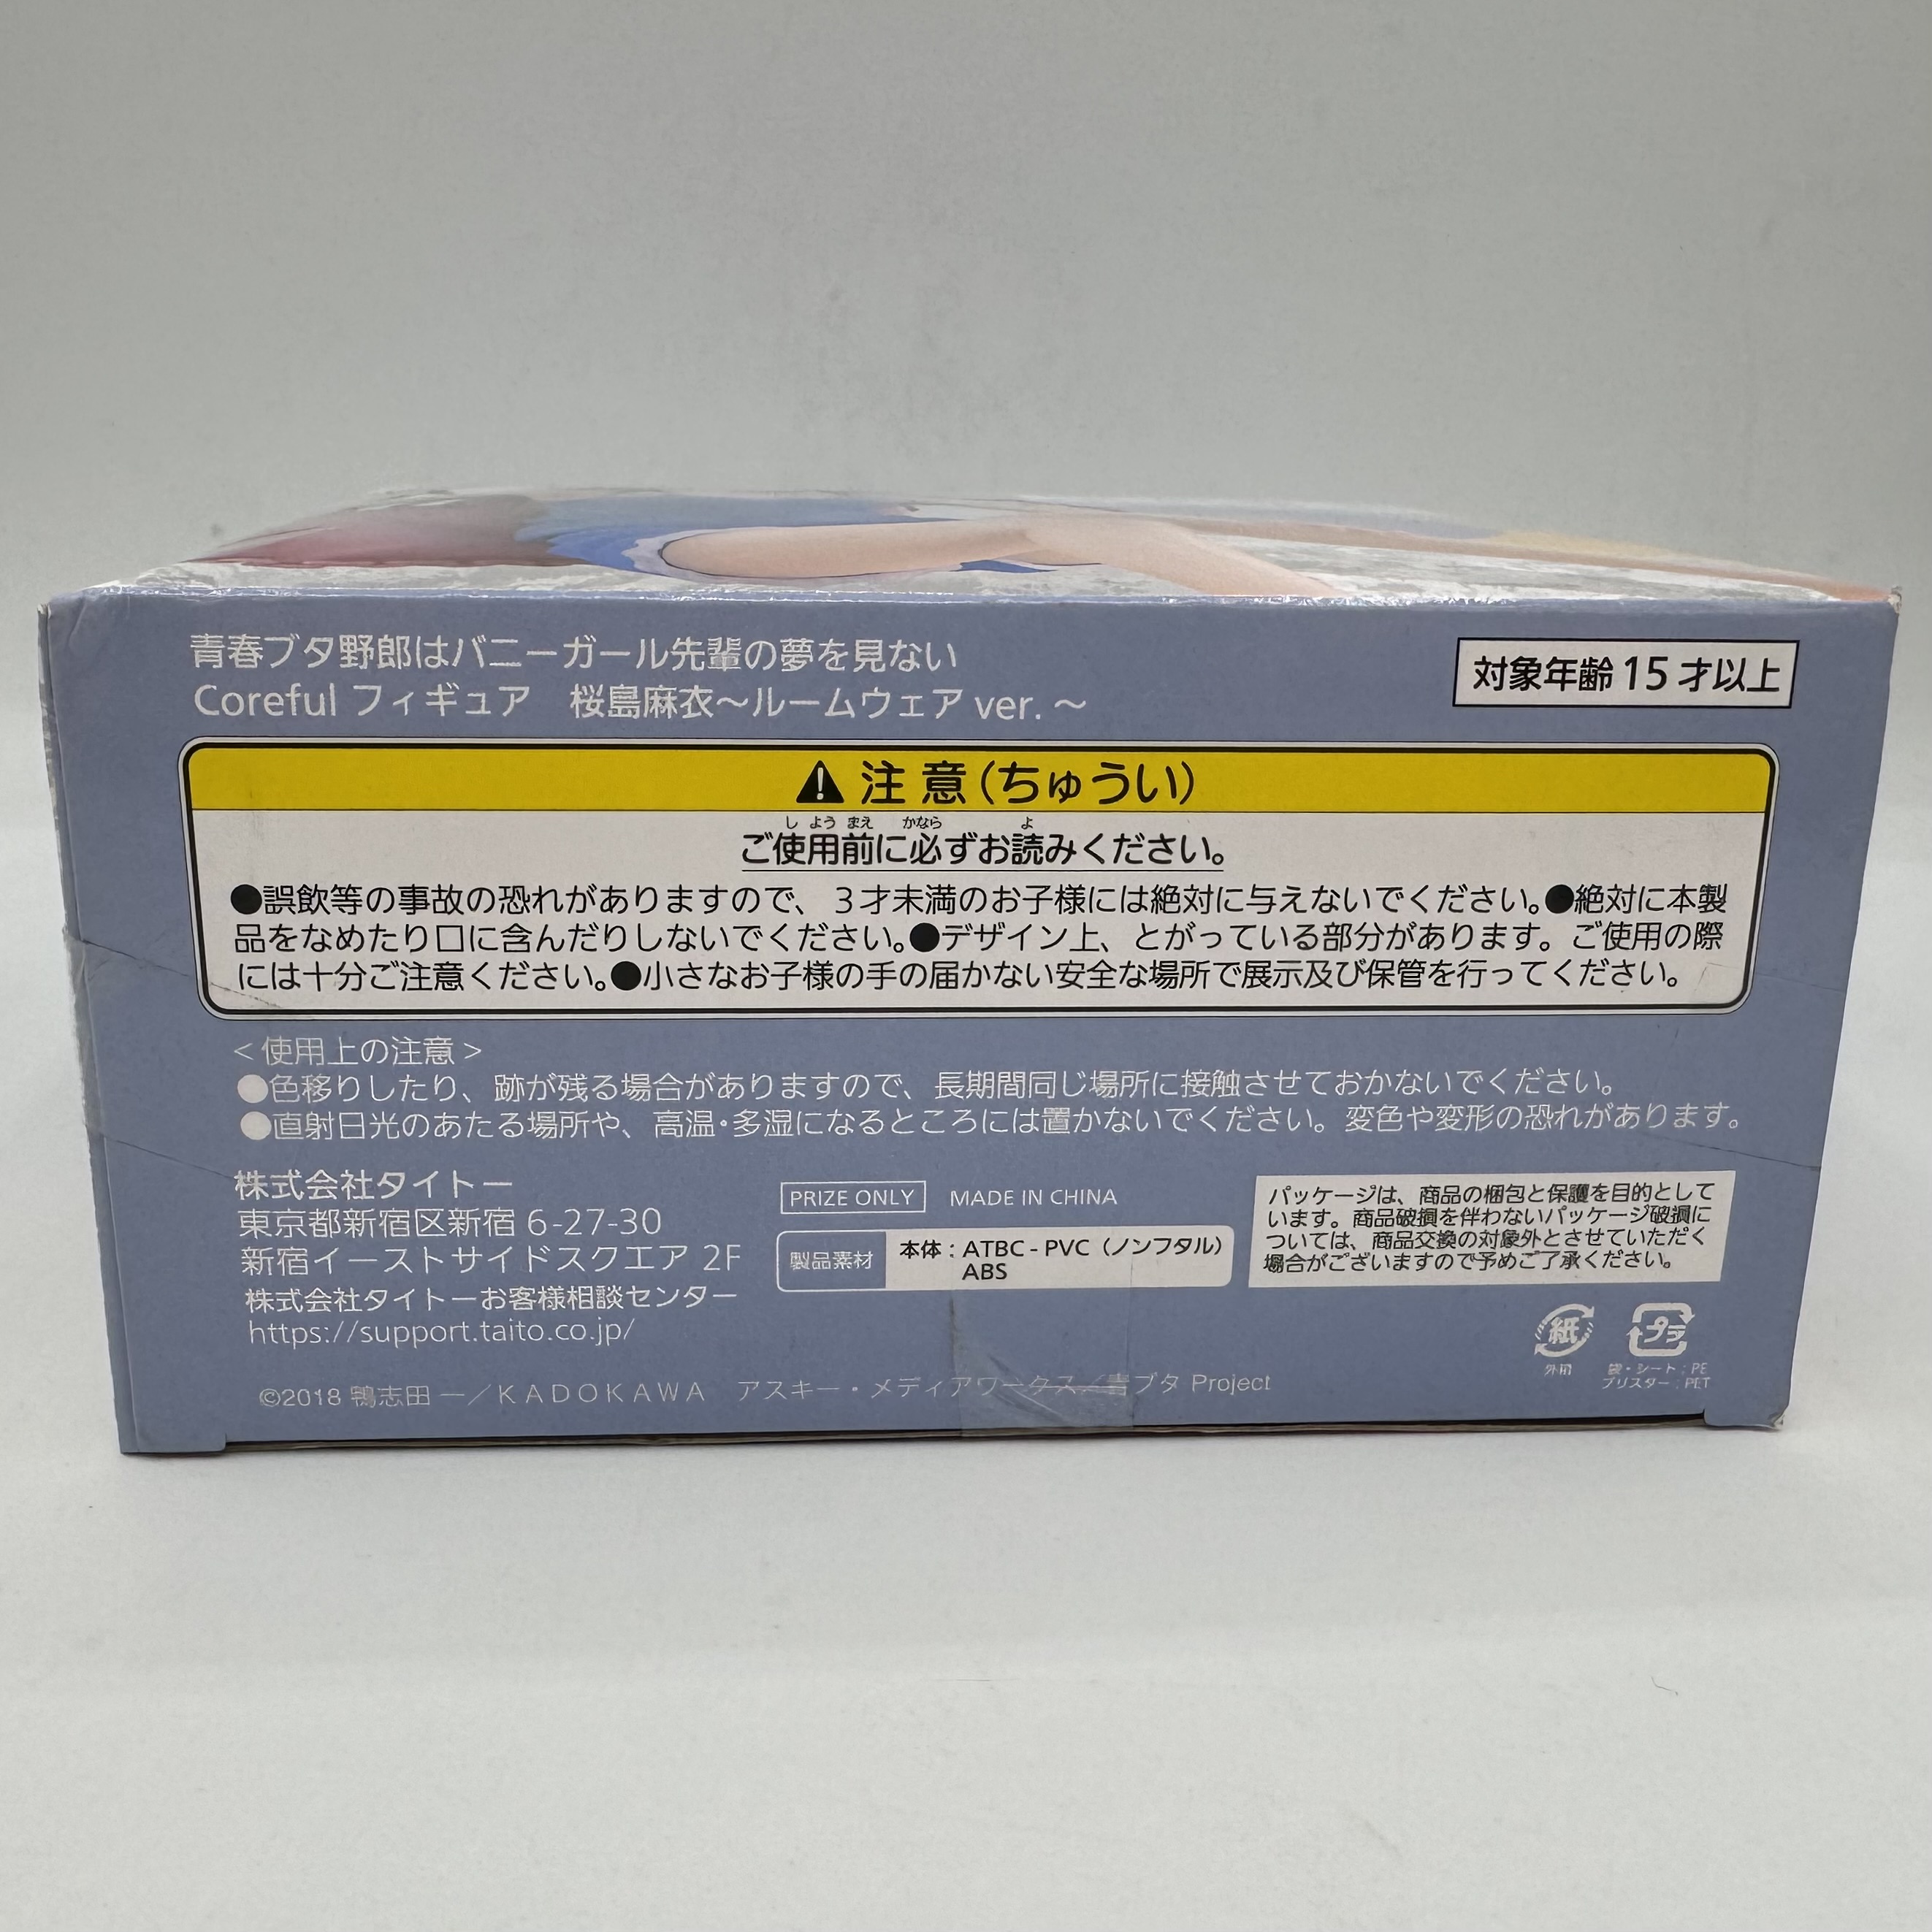 青春ブタ野郎はバニーガール先輩の夢を見ない
Coreful フィギュア　桜島麻衣～ルームウェア ver. ～
対象年齢 15 才以上
注 意（ちゅうい）
し よう まえ かなら よ
ご使用前に必ずお読みください。
●誤飲等の事故の恐れがありますので、３才未満のお子様には絶対に与えないでください。●絶対に本製
品をなめたり口に含んだりしないでください。●デザイン上、とがっている部分があります。ご使用の際
には十分ご注意ください。●小さなお子様の手の届かない安全な場所で展示及び保管を行ってください。
＜使用上の注意＞
●色移りしたり、跡が残る場合がありますので、長期間同じ場所に接触させておかないでください。
●直射日光のあたる場所や、高温・多湿になるところには置かないでください。変色や変形の恐れがあります。
株式会社タイトー
東京都新宿区新宿 6-27-30
新宿イーストサイドスクエア 2F
株式会社タイトーお客様相談センター
https://support.taito.co.jp/
PRIZE ONLY MADE IN CHINA
製品素材 本体：ATBC - PVC（ノンフタル）
ABS
パッケージは、商品の梱包と保護を目的として
います。商品破損を伴わないパッケージ破損に
ついては、商品交換の対象外とさせていただく
場合がございますので予めご了承ください。
紙 プラ
外箱 袋・シート：PE
ブリスター：PET
©2018 鴨志田 一／ＫＡＤＯＫＡＷＡ　アスキー・メディアワークス／青ブタ Project